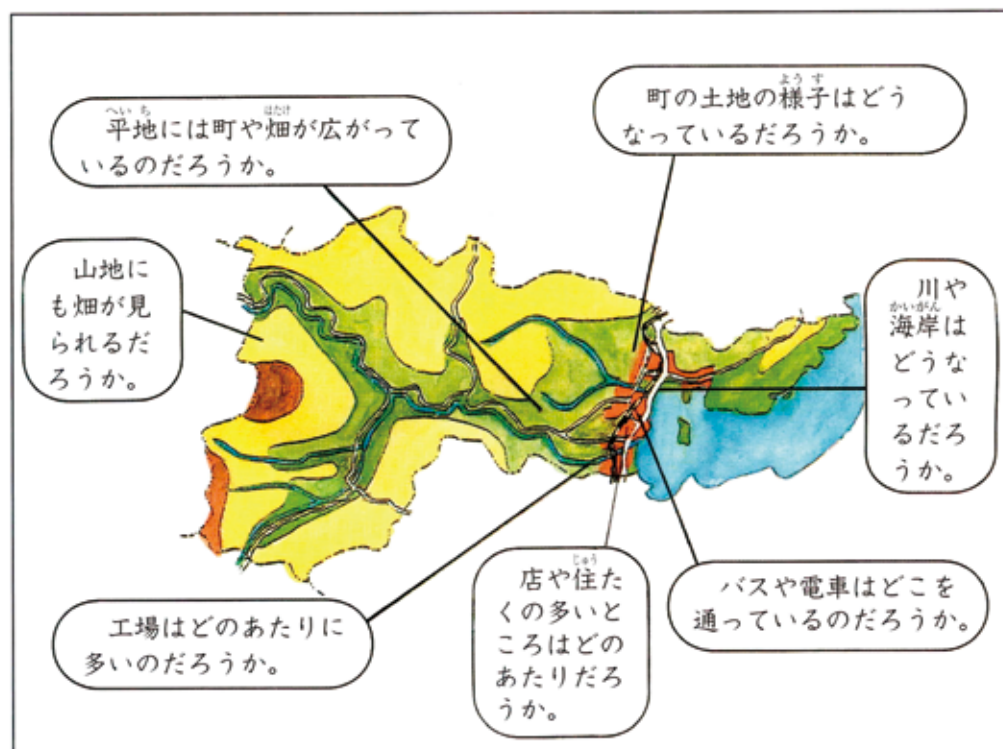 平地には町や畑が広がって
いるのだろうか。
町の土地の様子はどう
なっているだろうか。
山地に
も畑が見
られるだ
ろうか。
川や
海岸は
どうな
ってい
るだろ
うか。
工場はどのあたりに
多いのだろうか。
店や住た
くの多いと
ころはどの
あたりだろ
うか。
バスや電車はどこを
通っているのだろうか。